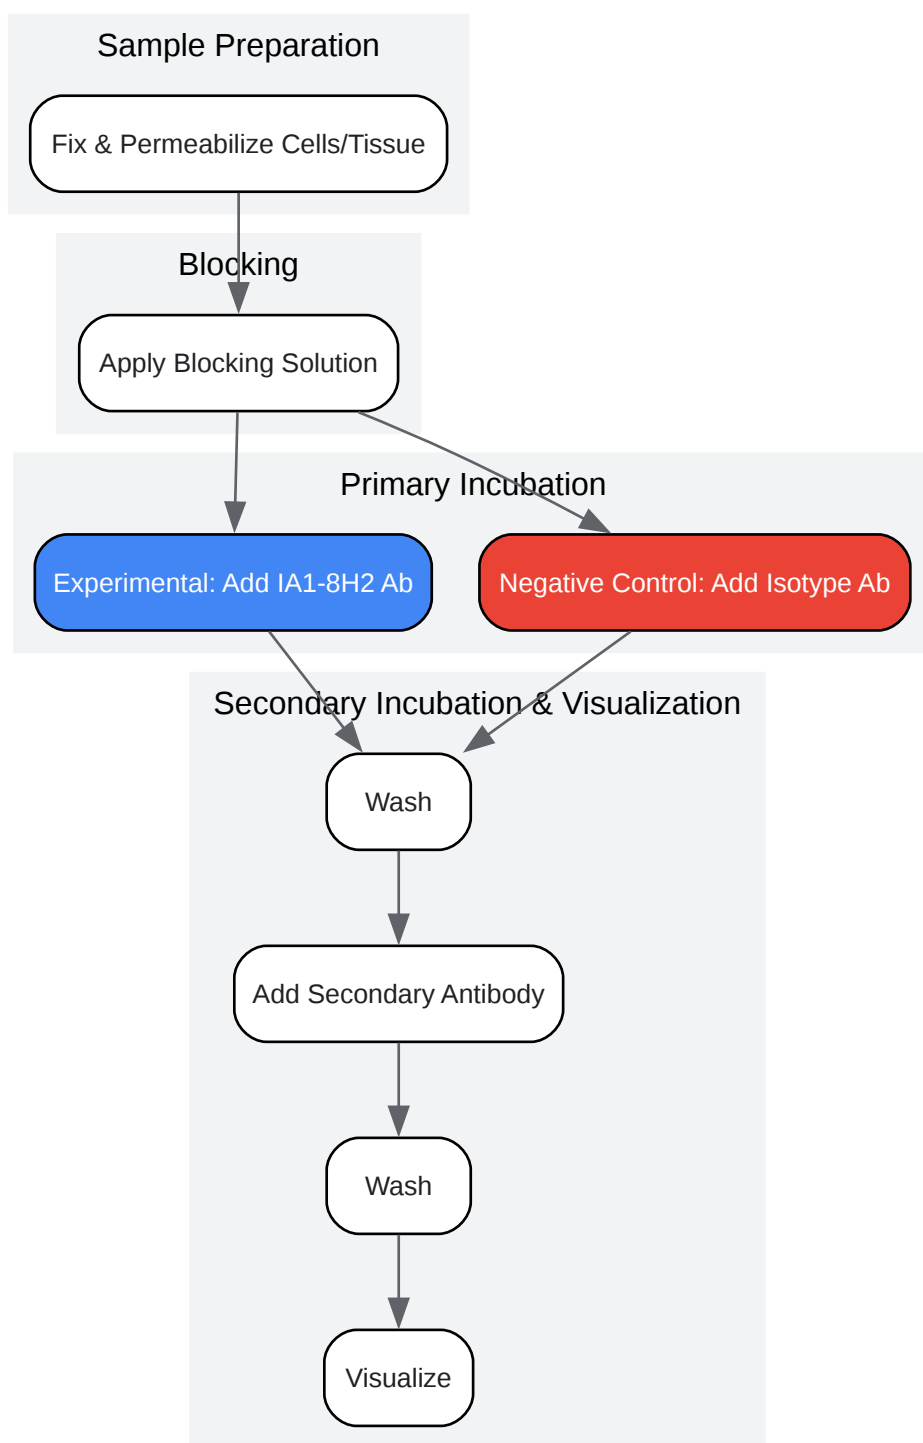 Sample Preparation
Fix & Permeabilize Cells/Tissue
Blocking
Apply Blocking Solution
Primary Incubation
Experimental: Add IA1-8H2 Ab
Negative Control: Add Isotype Ab
Secondary Incubation & Visualization
Wash
Add Secondary Antibody
Wash
Visualize